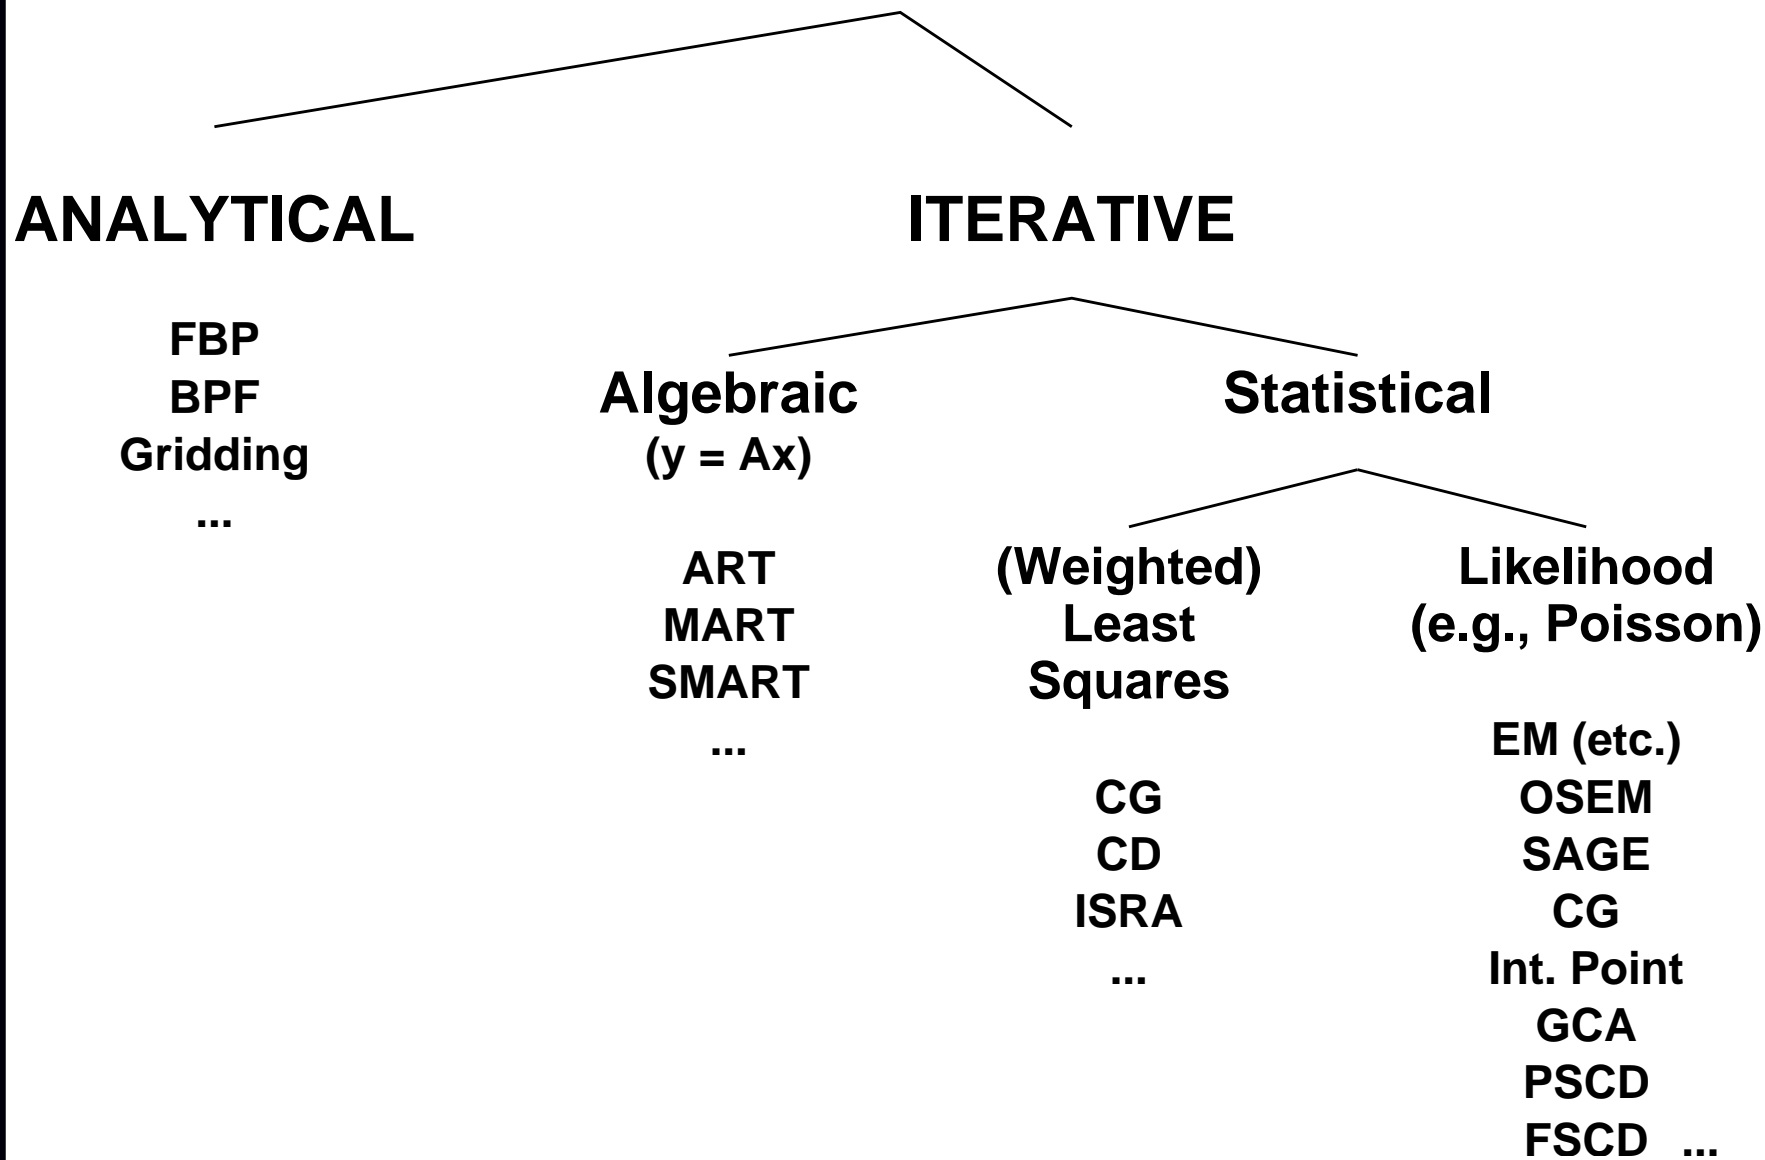 ANALYTICAL
FBP
BPF
Gridding
...
ITERATIVE
Algebraic
(y = Ax)
ART
MART
SMART
...
Statistical
(Weighted)
Least
Squares
CG
CD
ISRA
...
Likelihood
(e.g., Poisson)
EM (etc.)
OSEM
SAGE
CG
Int. Point
GCA
PSCD
FSCD ...